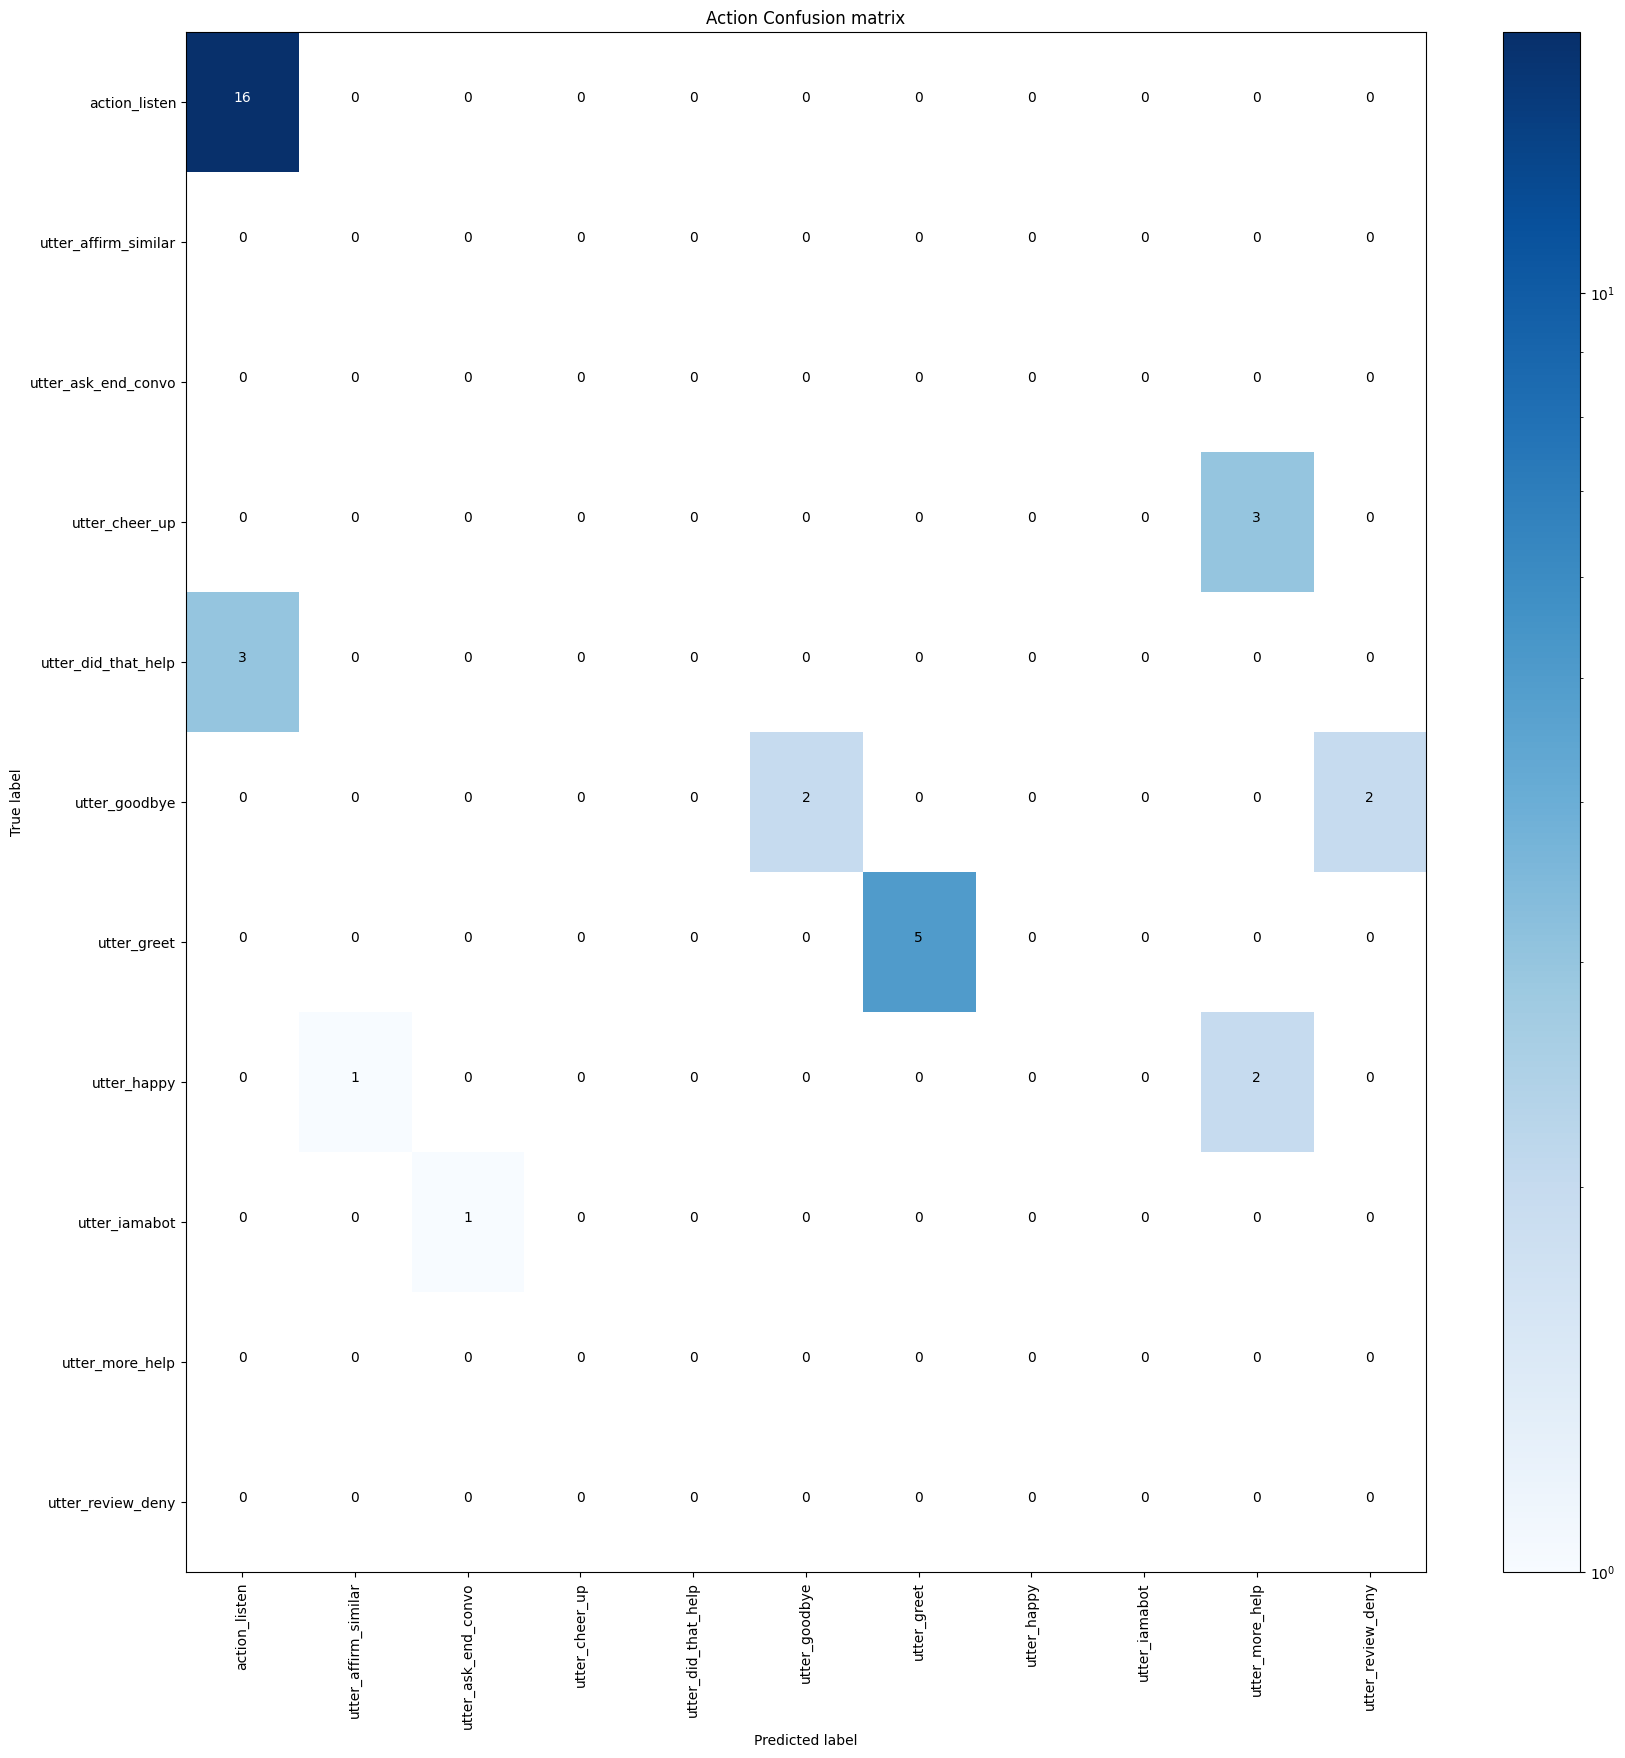 Action Confusion matrix
action_listen 16 0 0 0 0 0 0 0 0 0 0
utter_affirm_similar 0 0 0 0 0 0 0 0 0 0 0
utter_ask_end_convo 0 0 0 0 0 0 0 0 0 0 0
utter_cheer_up 0 0 0 0 0 0 0 0 0 3 0
utter_did_that_help 3 0 0 0 0 0 0 0 0 0 0
utter_goodbye 0 0 0 0 0 2 0 0 0 0 2
utter_greet 0 0 0 0 0 0 5 0 0 0 0
utter_happy 0 1 0 0 0 0 0 0 0 2 0
utter_iamabot 0 0 1 0 0 0 0 0 0 0 0
utter_more_help 0 0 0 0 0 0 0 0 0 0 0
utter_review_deny 0 0 0 0 0 0 0 0 0 0 0
True label
action_listen
utter_affirm_similar
utter_ask_end_convo
utter_cheer_up
utter_did_that_help
utter_goodbye
utter_greet
utter_happy
utter_iamabot
utter_more_help
utter_review_deny
Predicted label
10¹
10⁰